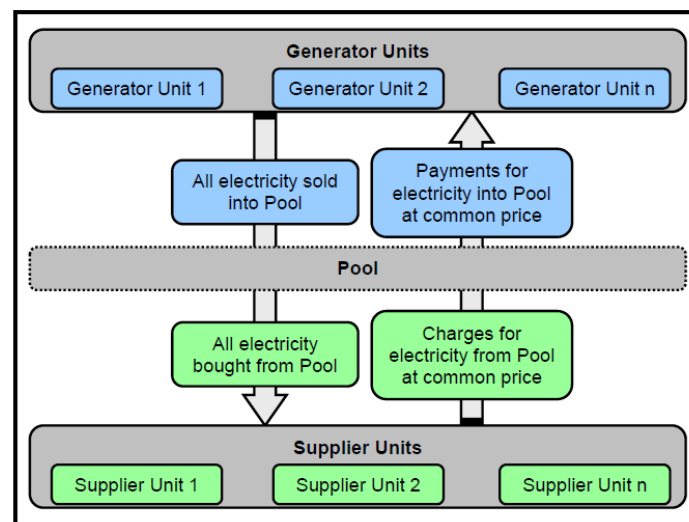 Generator Units
Generator Unit 1
Generator Unit 2
Generator Unit n
All electricity sold
into Pool
Payments for
electricity into Pool
at common price
Pool
All electricity
bought from Pool
Charges for
electricity from Pool
at common price
Supplier Units
Supplier Unit 1
Supplier Unit 2
Supplier Unit n